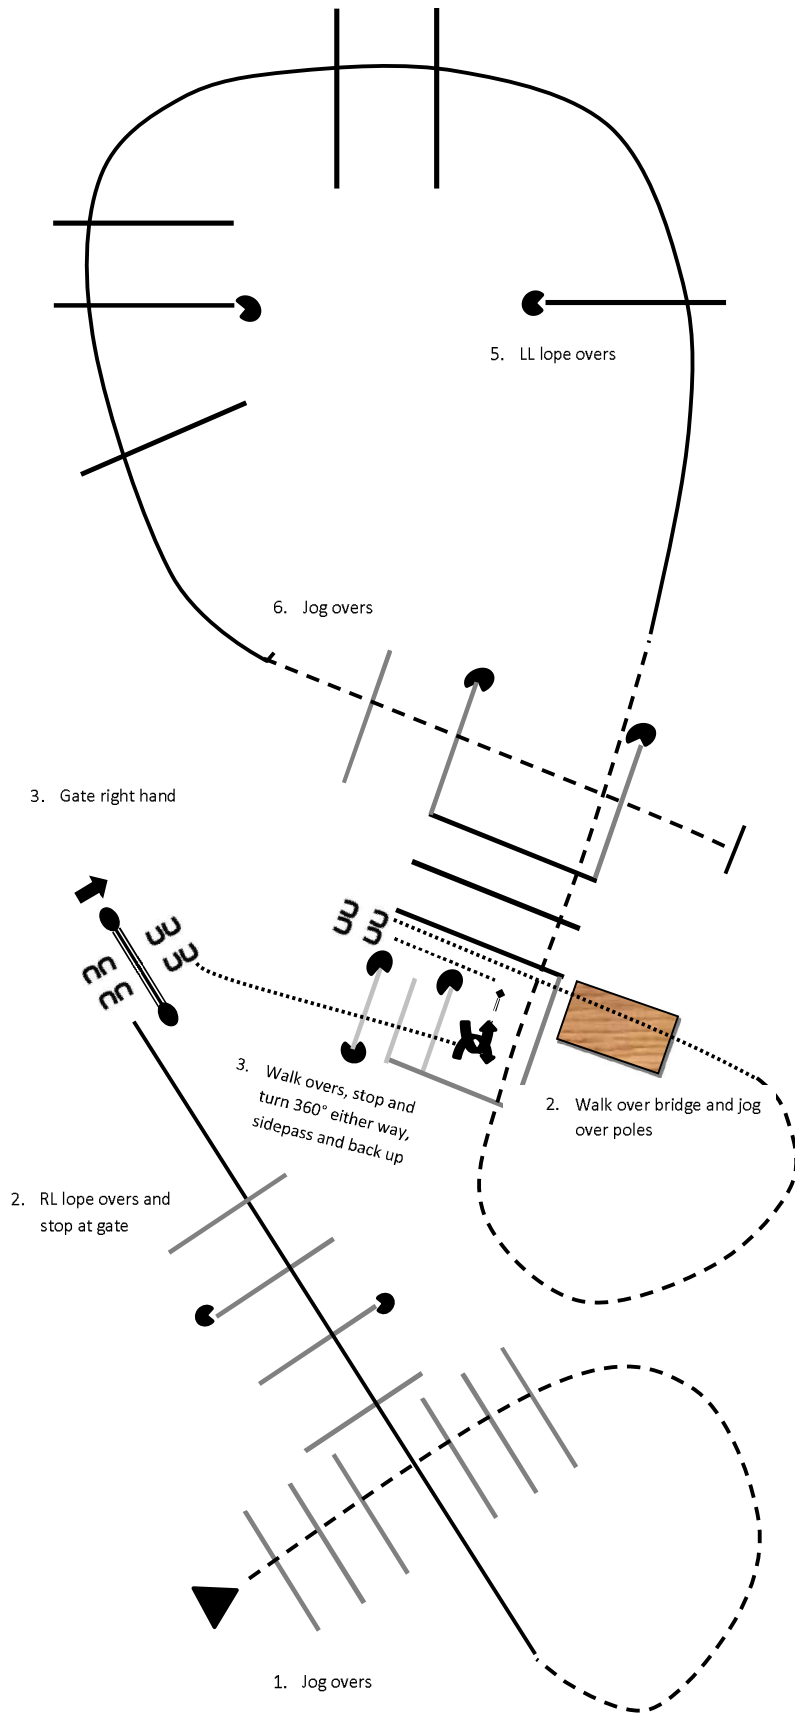 5. LL lope overs
6. Jog overs
3. Gate right hand
3. Walk overs, stop and
turn 360° either way,
sidepass and back up
2. Walk over bridge and jog
over poles
2. RL lope overs and
stop at gate
1. Jog overs